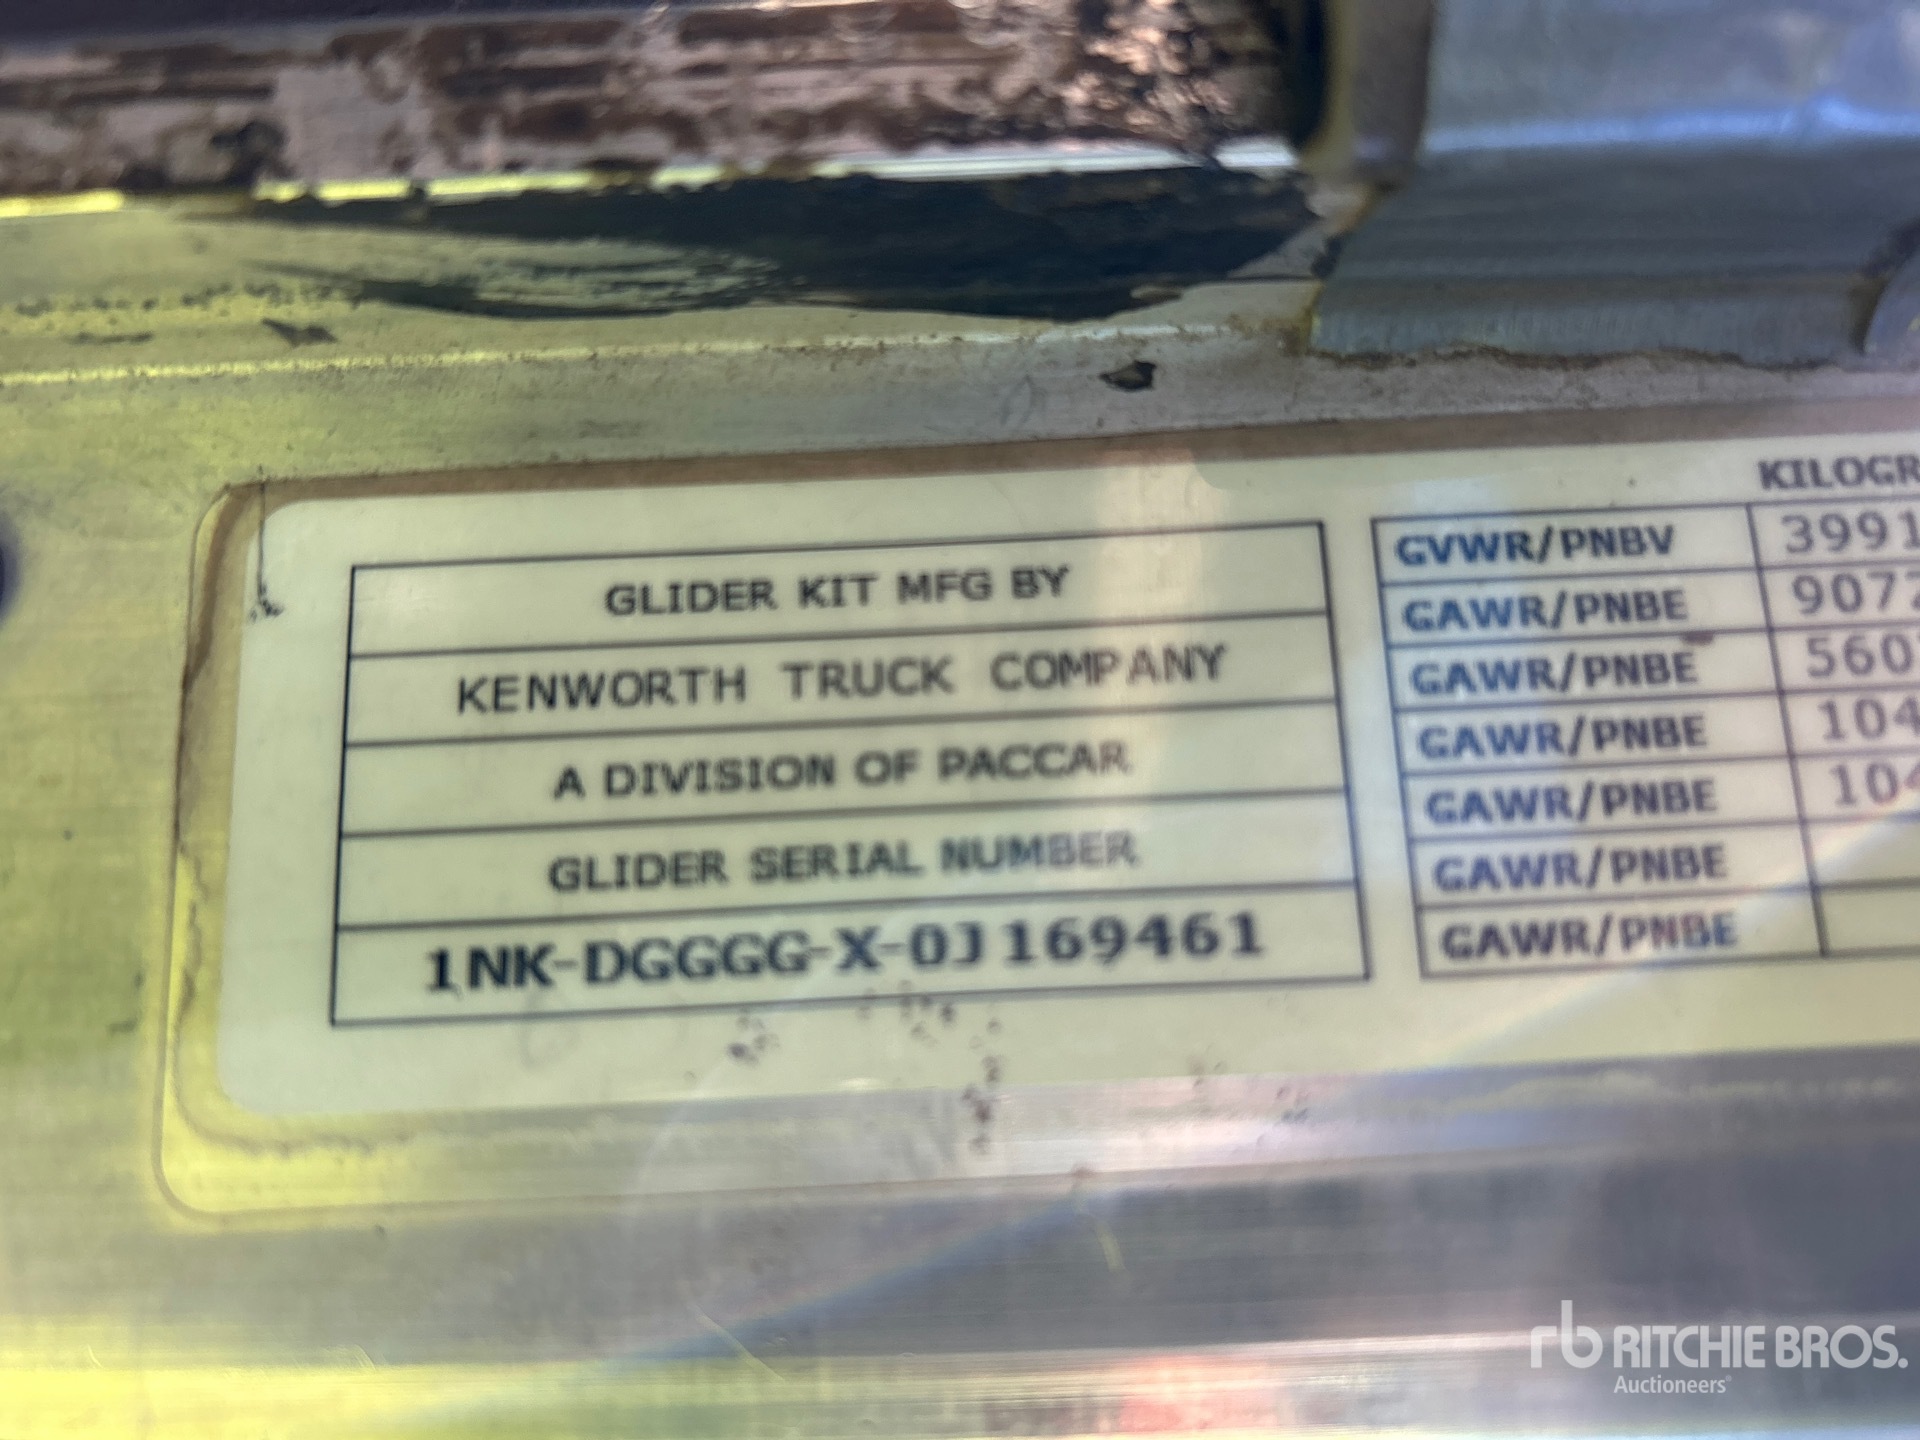 GLIDER KIT MFG BY
KENWORTH TRUCK COMPANY
A DIVISION OF PACCAR
GLIDER SERIAL NUMBER
1NK-DGGGG-X-0J169461
KILOGR
GVWR/PNBV 3991
GAWR/PNBE 9072
GAWR/PNBE 560
GAWR/PNBE 104
GAWR/PNBE 104
GAWR/PNBE
GAWR/PNBE
rb RITCHIE BROS.
Auctioneers